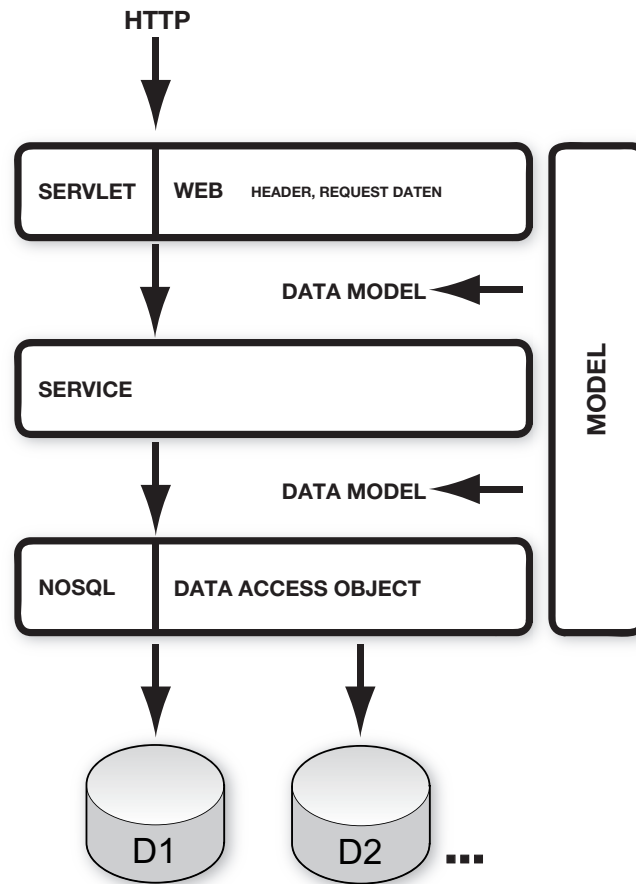 HTTP
SERVLET WEB HEADER, REQUEST DATEN
DATA MODEL
SERVICE
DATA MODEL
NOSQL DATA ACCESS OBJECT
MODEL
D1 D2 ...